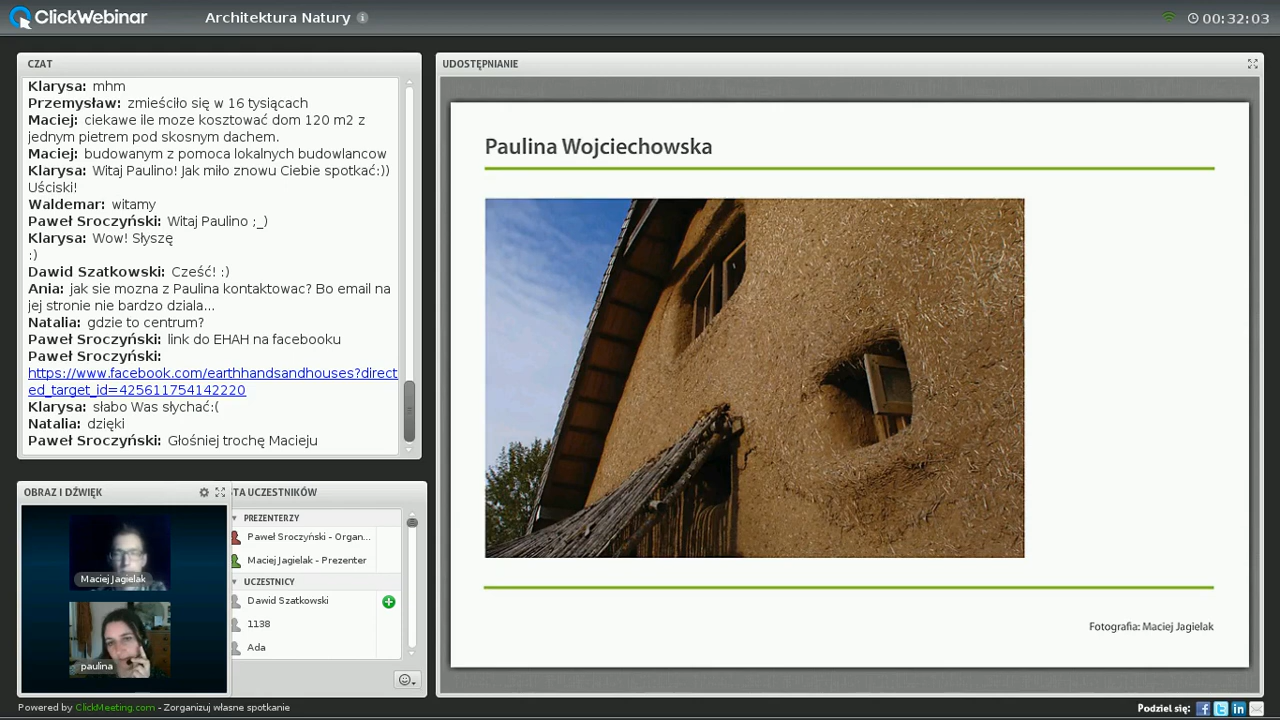 ClickWebinar
Architektura Natury
00:32:03
CZAT
Klarysa: mhm
Przemysław: zmieściło się w 16 tysiącach
Maciej: ciekawe ile moze kosztować dom 120 m2 z
jednym pietrem pod skosnym dachem.
Maciej: budowanym z pomoca lokalnych budowlancow
Klarysa: Witaj Paulino! Jak miło znowu Ciebie spotkać:))
Uściski!
Waldemar: witamy
Paweł Sroczyński: Witaj Paulino ;_)
Klarysa: Wow! Słyszę
:)
Dawid Szatkowski: Cześć! :)
Ania: jak sie mozna z Paulina kontaktowac? Bo email na
jej stronie nie bardzo dziala...
Natalia: gdzie to centrum?
Paweł Sroczyński: link do EHAH na facebooku
Paweł Sroczyński:
https://www.facebook.com/earthhandsandhouses?direct
ed_target_id=425611754142220
Klarysa: słabo Was słychać:(
Natalia: dzięki
Paweł Sroczyński: Głośniej trochę Macieju
OBRAZ I DŹWIĘK
Maciej Jagielak
paulina
TA UCZESTNIKÓW
PREZENTERZY
Paweł Sroczyński - Organ...
Maciej Jagielak - Prezenter
UCZESTNICY
Dawid Szatkowski
1138
Ada
UDOSTĘPNIANIE
Paulina Wojciechowska
Fotografia: Maciej Jagielak
Powered by ClickMeeting.com - Zorganizuj własne spotkanie
Podziel się: